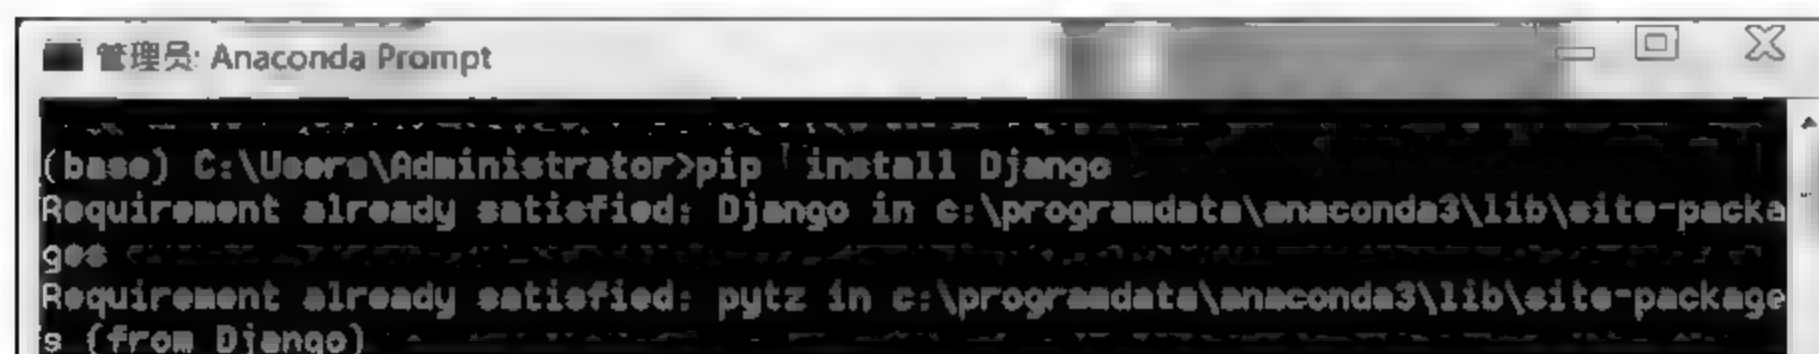 管理员: Anaconda Prompt
(base) C:\Users\Administrator>pip install Django
Requirement already satisfied: Django in c:\programdata\anaconda3\lib\site-packa
ges
Requirement already satisfied: pytz in c:\programdata\anaconda3\lib\site-package
s (from Django)